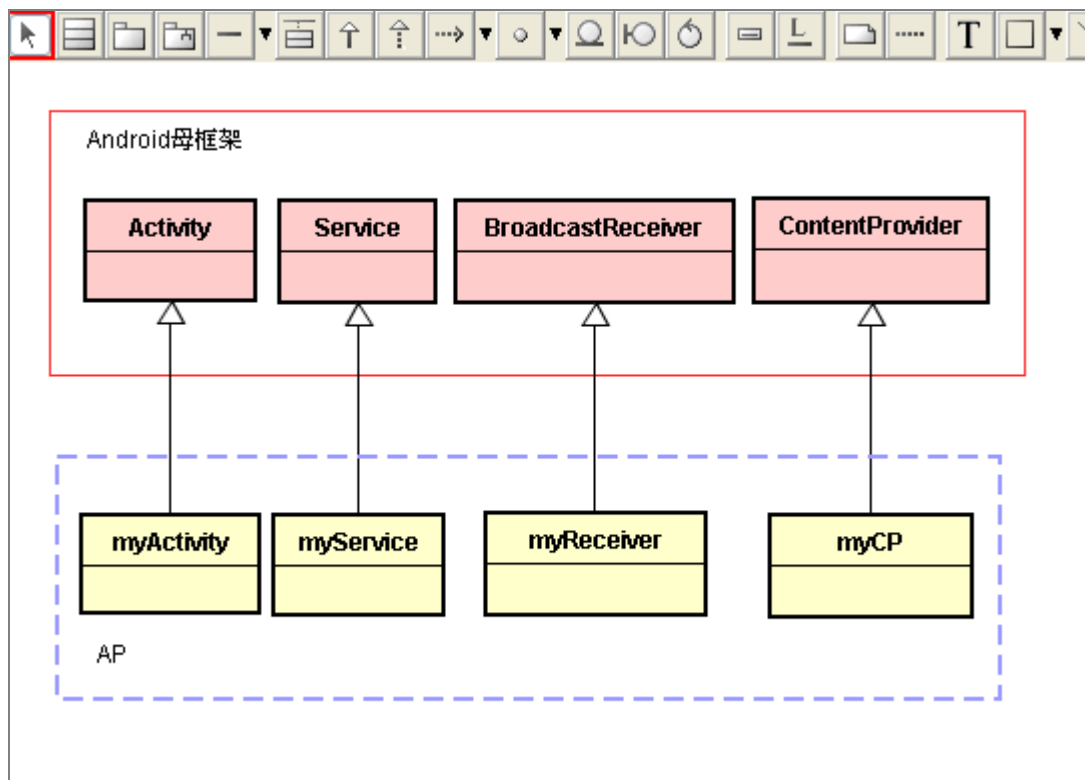 T
Android母框架
Activity
Service
BroadcastReceiver
ContentProvider
myActivity
myService
myReceiver
myCP
AP